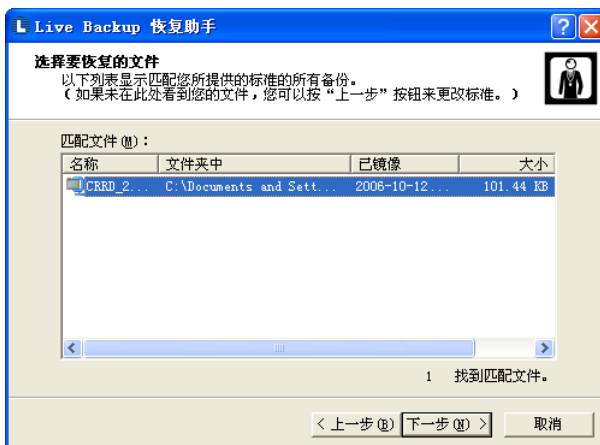 Live Backup 恢复助手
选择要恢复的文件
以下列表显示匹配您所提供的标准的所有备份。
(如果未在此处看到您的文件,您可以按“上一步”按钮来更改标准。)
匹配文件(M):
名称 文件夹中 已镜像 大小
CRRD_2... C:\Documents and Sett... 2006-10-12... 101.44 KB
1 找到匹配文件。
< 上一步(B) 下一步(N) > 取消